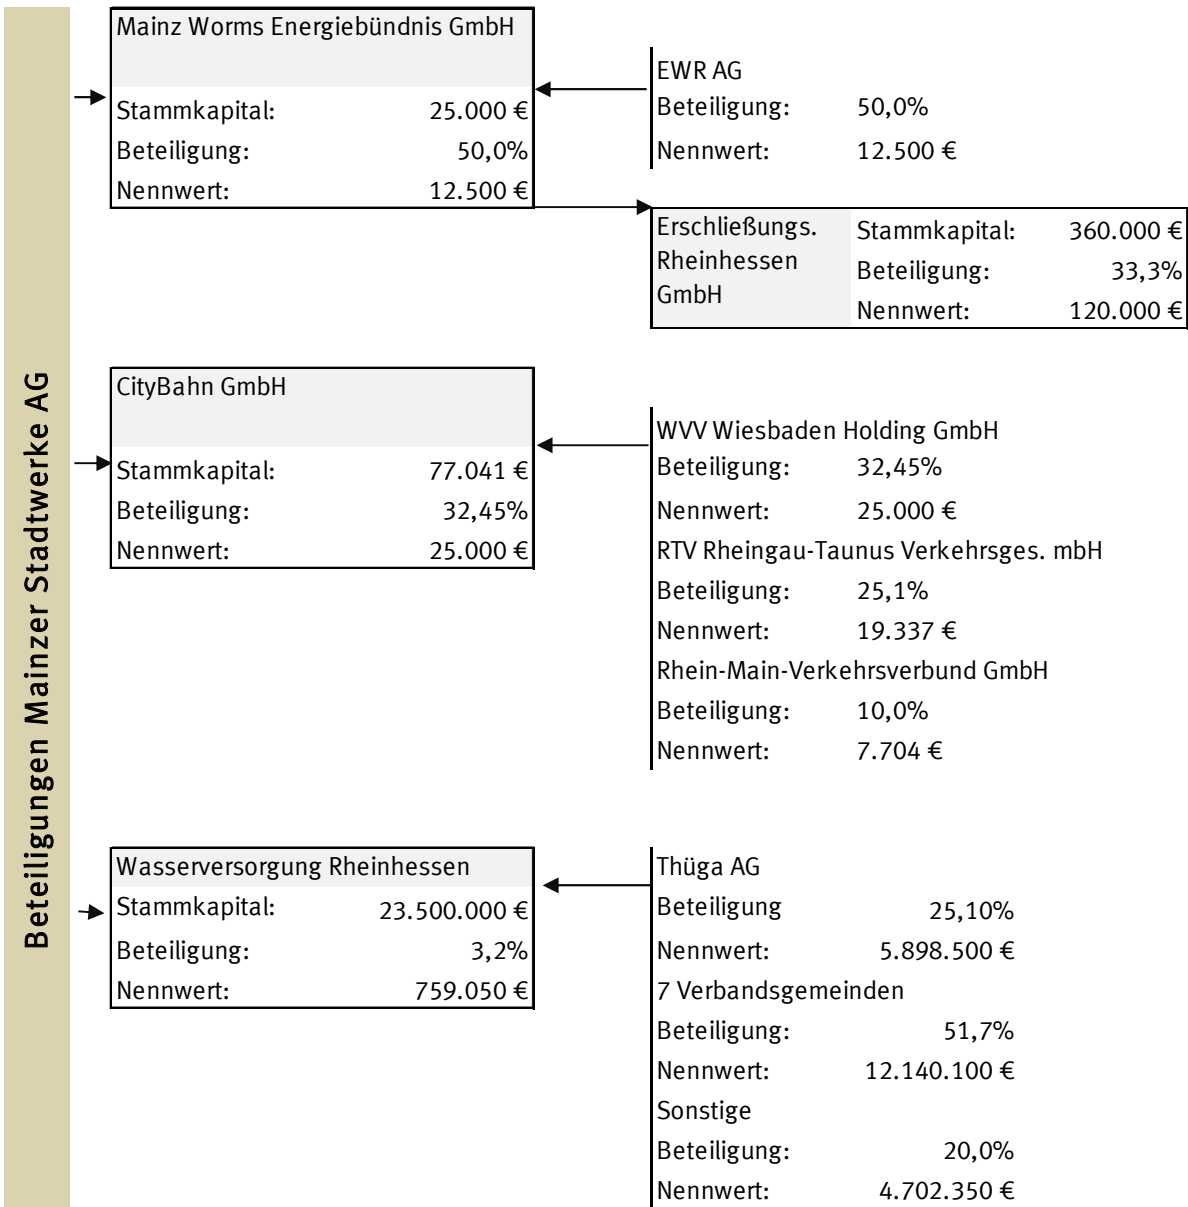 Beteiligungen Mainzer Stadtwerke AG
Mainz Worms Energiebündnis GmbH
Stammkapital: 25.000 €
Beteiligung: 50,0%
Nennwert: 12.500 €
EWR AG
Beteiligung: 50,0%
Nennwert: 12.500 €
Erschließungs.
Rheinhessen
GmbH
Stammkapital: 360.000 €
Beteiligung: 33,3%
Nennwert: 120.000 €
CityBahn GmbH
Stammkapital: 77.041 €
Beteiligung: 32,45%
Nennwert: 25.000 €
WVV Wiesbaden Holding GmbH
Beteiligung: 32,45%
Nennwert: 25.000 €
RTV Rheingau-Taunus Verkehrsges. mbH
Beteiligung: 25,1%
Nennwert: 19.337 €
Rhein-Main-Verkehrsverbund GmbH
Beteiligung: 10,0%
Nennwert: 7.704 €
Wasserversorgung Rheinhessen
Stammkapital: 23.500.000 €
Beteiligung: 3,2%
Nennwert: 759.050 €
Thüga AG
Beteiligung 25,10%
Nennwert: 5.898.500 €
7 Verbandsgemeinden
Beteiligung: 51,7%
Nennwert: 12.140.100 €
Sonstige
Beteiligung: 20,0%
Nennwert: 4.702.350 €